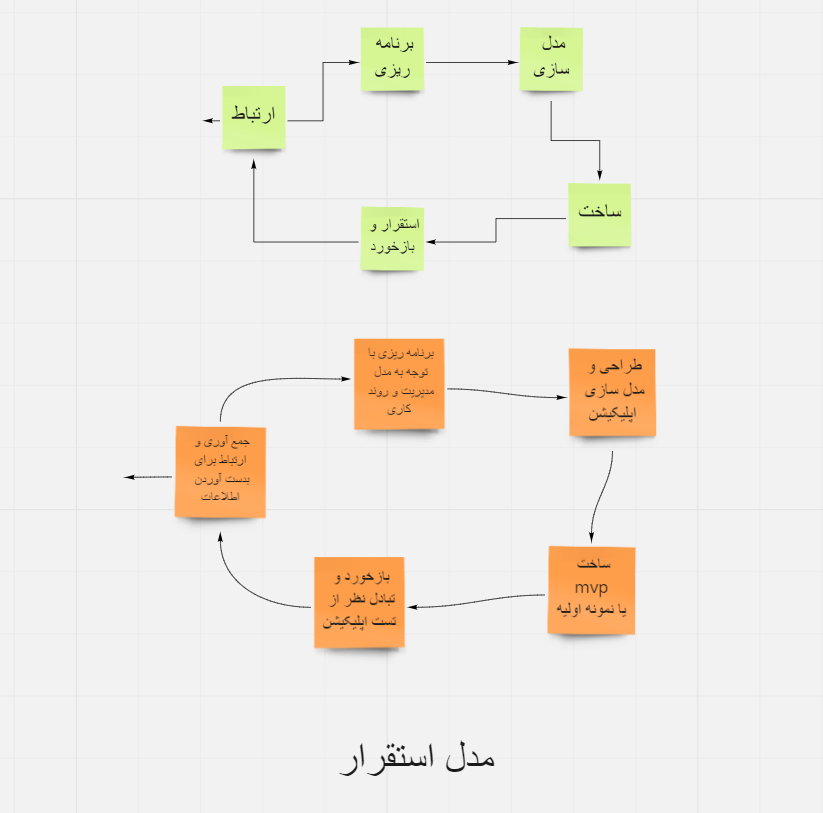 برنامه
ریزی
مدل
سازی
ارتباط
ساخت
استقرار و
بازخورد
برنامه ریزی با
توجه به مدل
مدیریت و روند
کاری
طراحی و
مدل سازی
اپلیکیشن
جمع آوری و
ارتباط برای
بدست آوردن
اطلاعات
ساخت
mvp
یا نمونه اولیه
بازخورد و
تبادل نظر از
تست اپلیکیشن
مدل استقرار